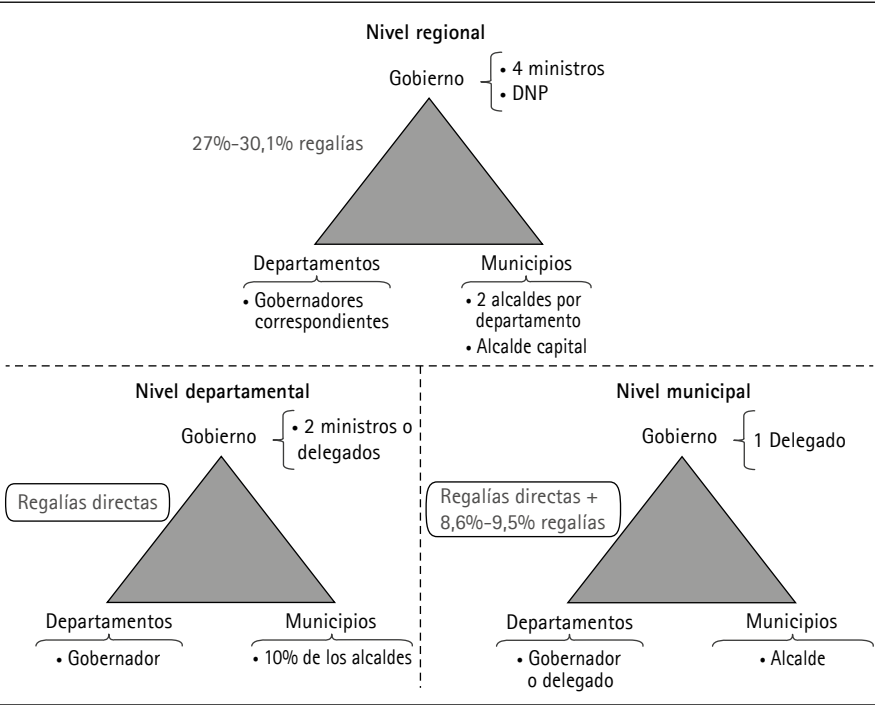 Nivel regional
Gobierno
• 4 ministros
• DNP
27%-30,1% regalías
Departamentos
• Gobernadores
correspondientes
Municipios
• 2 alcaldes por
departamento
• Alcalde capital
Nivel departamental
Gobierno
• 2 ministros o
delegados
Regalías directas
Departamentos
• Gobernador
Municipios
• 10% de los alcaldes
Nivel municipal
Gobierno
1 Delegado
Regalías directas +
8,6%-9,5% regalías
Departamentos
• Gobernador
o delegado
Municipios
• Alcalde